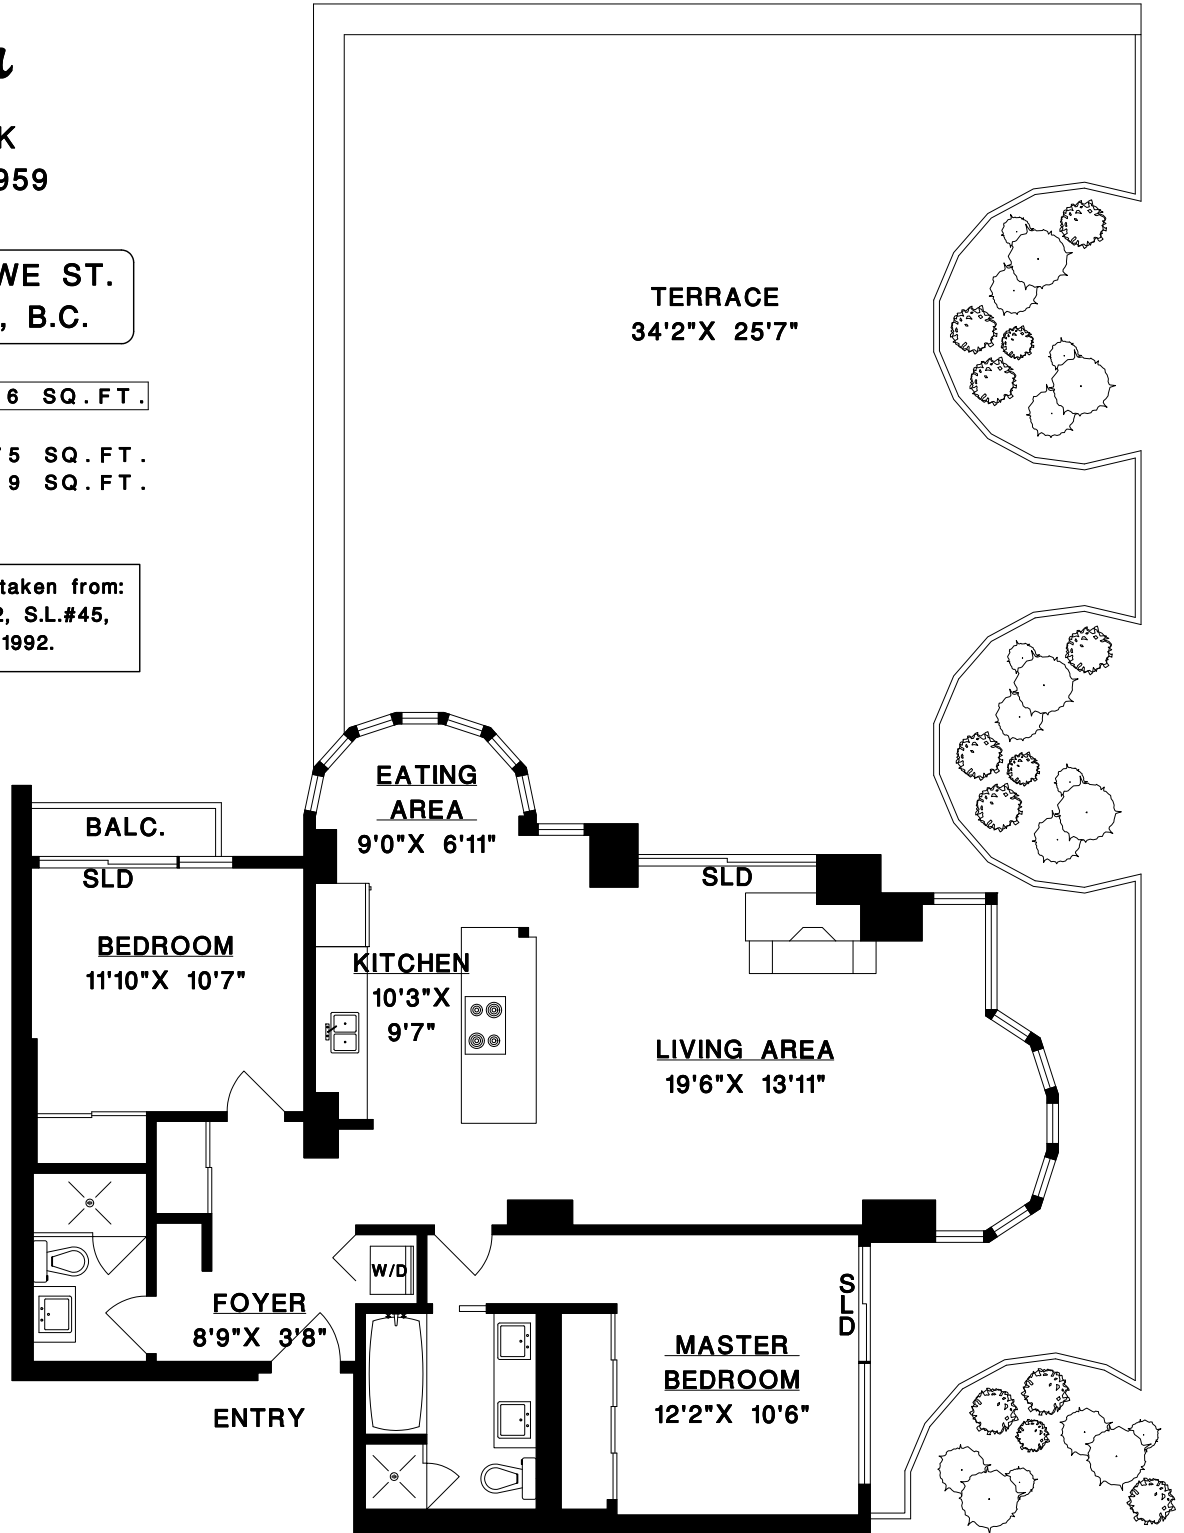 K
959
WE ST.
, B.C.
6 SQ.FT.
5 SQ.FT.
9 SQ.FT.
taken from:
2, S.L.#45,
1992.
TERRACE
34'2"X 25'7"
EATING
AREA
9'0"X 6'11"
BALC.
SLD
SLD
BEDROOM
11'10"X 10'7"
KITCHEN
10'3"X
9'7"
LIVING AREA
19'6"X 13'11"
W/D
FOYER
8'9"X 3'8"
SLD
MASTER
BEDROOM
12'2"X 10'6"
ENTRY